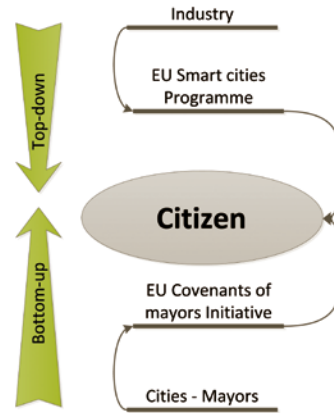 Industry
EU Smart cities
Programme
Top-down
Citizen
Bottom-up
EU Covenants of
mayors Initiative
Cities - Mayors